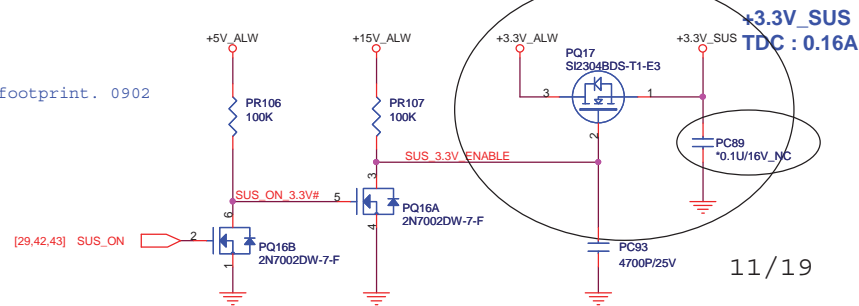 +3.3V_SUS
TDC : 0.16A
+5V_ALW
+15V_ALW
+3.3V_ALW
+3.3V_SUS
PQ17
SI2304BDS-T1-E3
footprint. 0902
PR106
100K
PR107
100K
3
1
2
PC89
*0.1U/16V_NC
SUS_3.3V_ENABLE
SUS_ON_3.3V#
5
3
4
PQ16A
2N7002DW-7-F
[29,42,43] SUS_ON
2
6
1
PQ16B
2N7002DW-7-F
PC93
4700P/25V
11/19